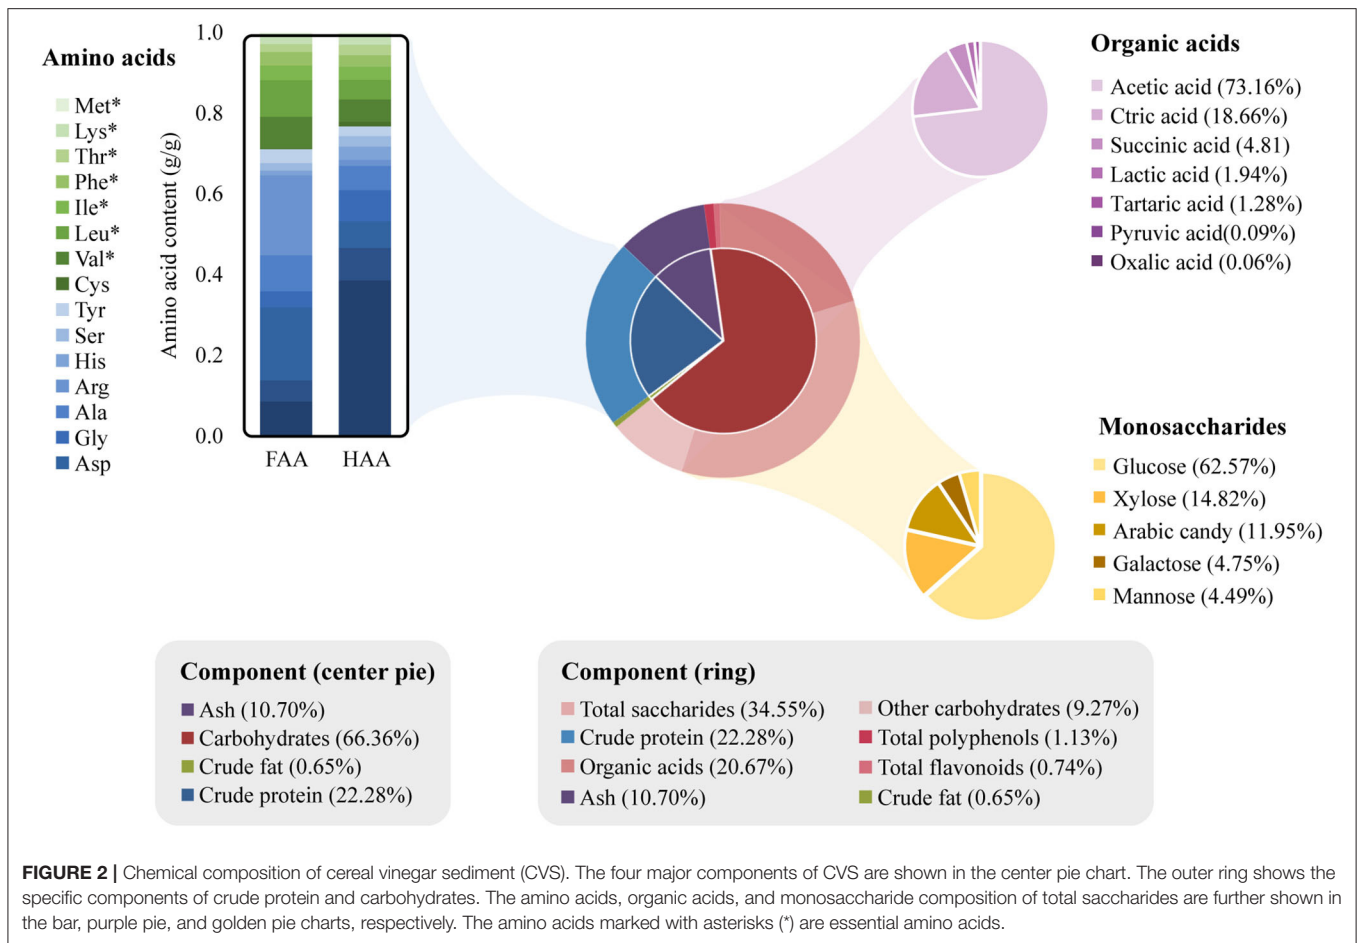 Amino acids
Met*
Lys*
Thr*
Phe*
Ile*
Leu*
Val*
Cys
Tyr
Ser
His
Arg
Ala
Gly
Asp
Amino acid content (g/g)
1.0
0.8
0.6
0.4
0.2
0.0
FAA HAA
Organic acids
Acetic acid (73.16%)
Ctric acid (18.66%)
Succinic acid (4.81)
Lactic acid (1.94%)
Tartaric acid (1.28%)
Pyruvic acid(0.09%)
Oxalic acid (0.06%)
Monosaccharides
Glucose (62.57%)
Xylose (14.82%)
Arabic candy (11.95%)
Galactose (4.75%)
Mannose (4.49%)
Component (center pie)
Ash (10.70%)
Carbohydrates (66.36%)
Crude fat (0.65%)
Crude protein (22.28%)
Component (ring)
Total saccharides (34.55%)
Crude protein (22.28%)
Organic acids (20.67%)
Ash (10.70%)
Other carbohydrates (9.27%)
Total polyphenols (1.13%)
Total flavonoids (0.74%)
Crude fat (0.65%)
FIGURE 2 | Chemical composition of cereal vinegar sediment (CVS). The four major components of CVS are shown in the center pie chart. The outer ring shows the
specific components of crude protein and carbohydrates. The amino acids, organic acids, and monosaccharide composition of total saccharides are further shown in
the bar, purple pie, and golden pie charts, respectively. The amino acids marked with asterisks (*) are essential amino acids.